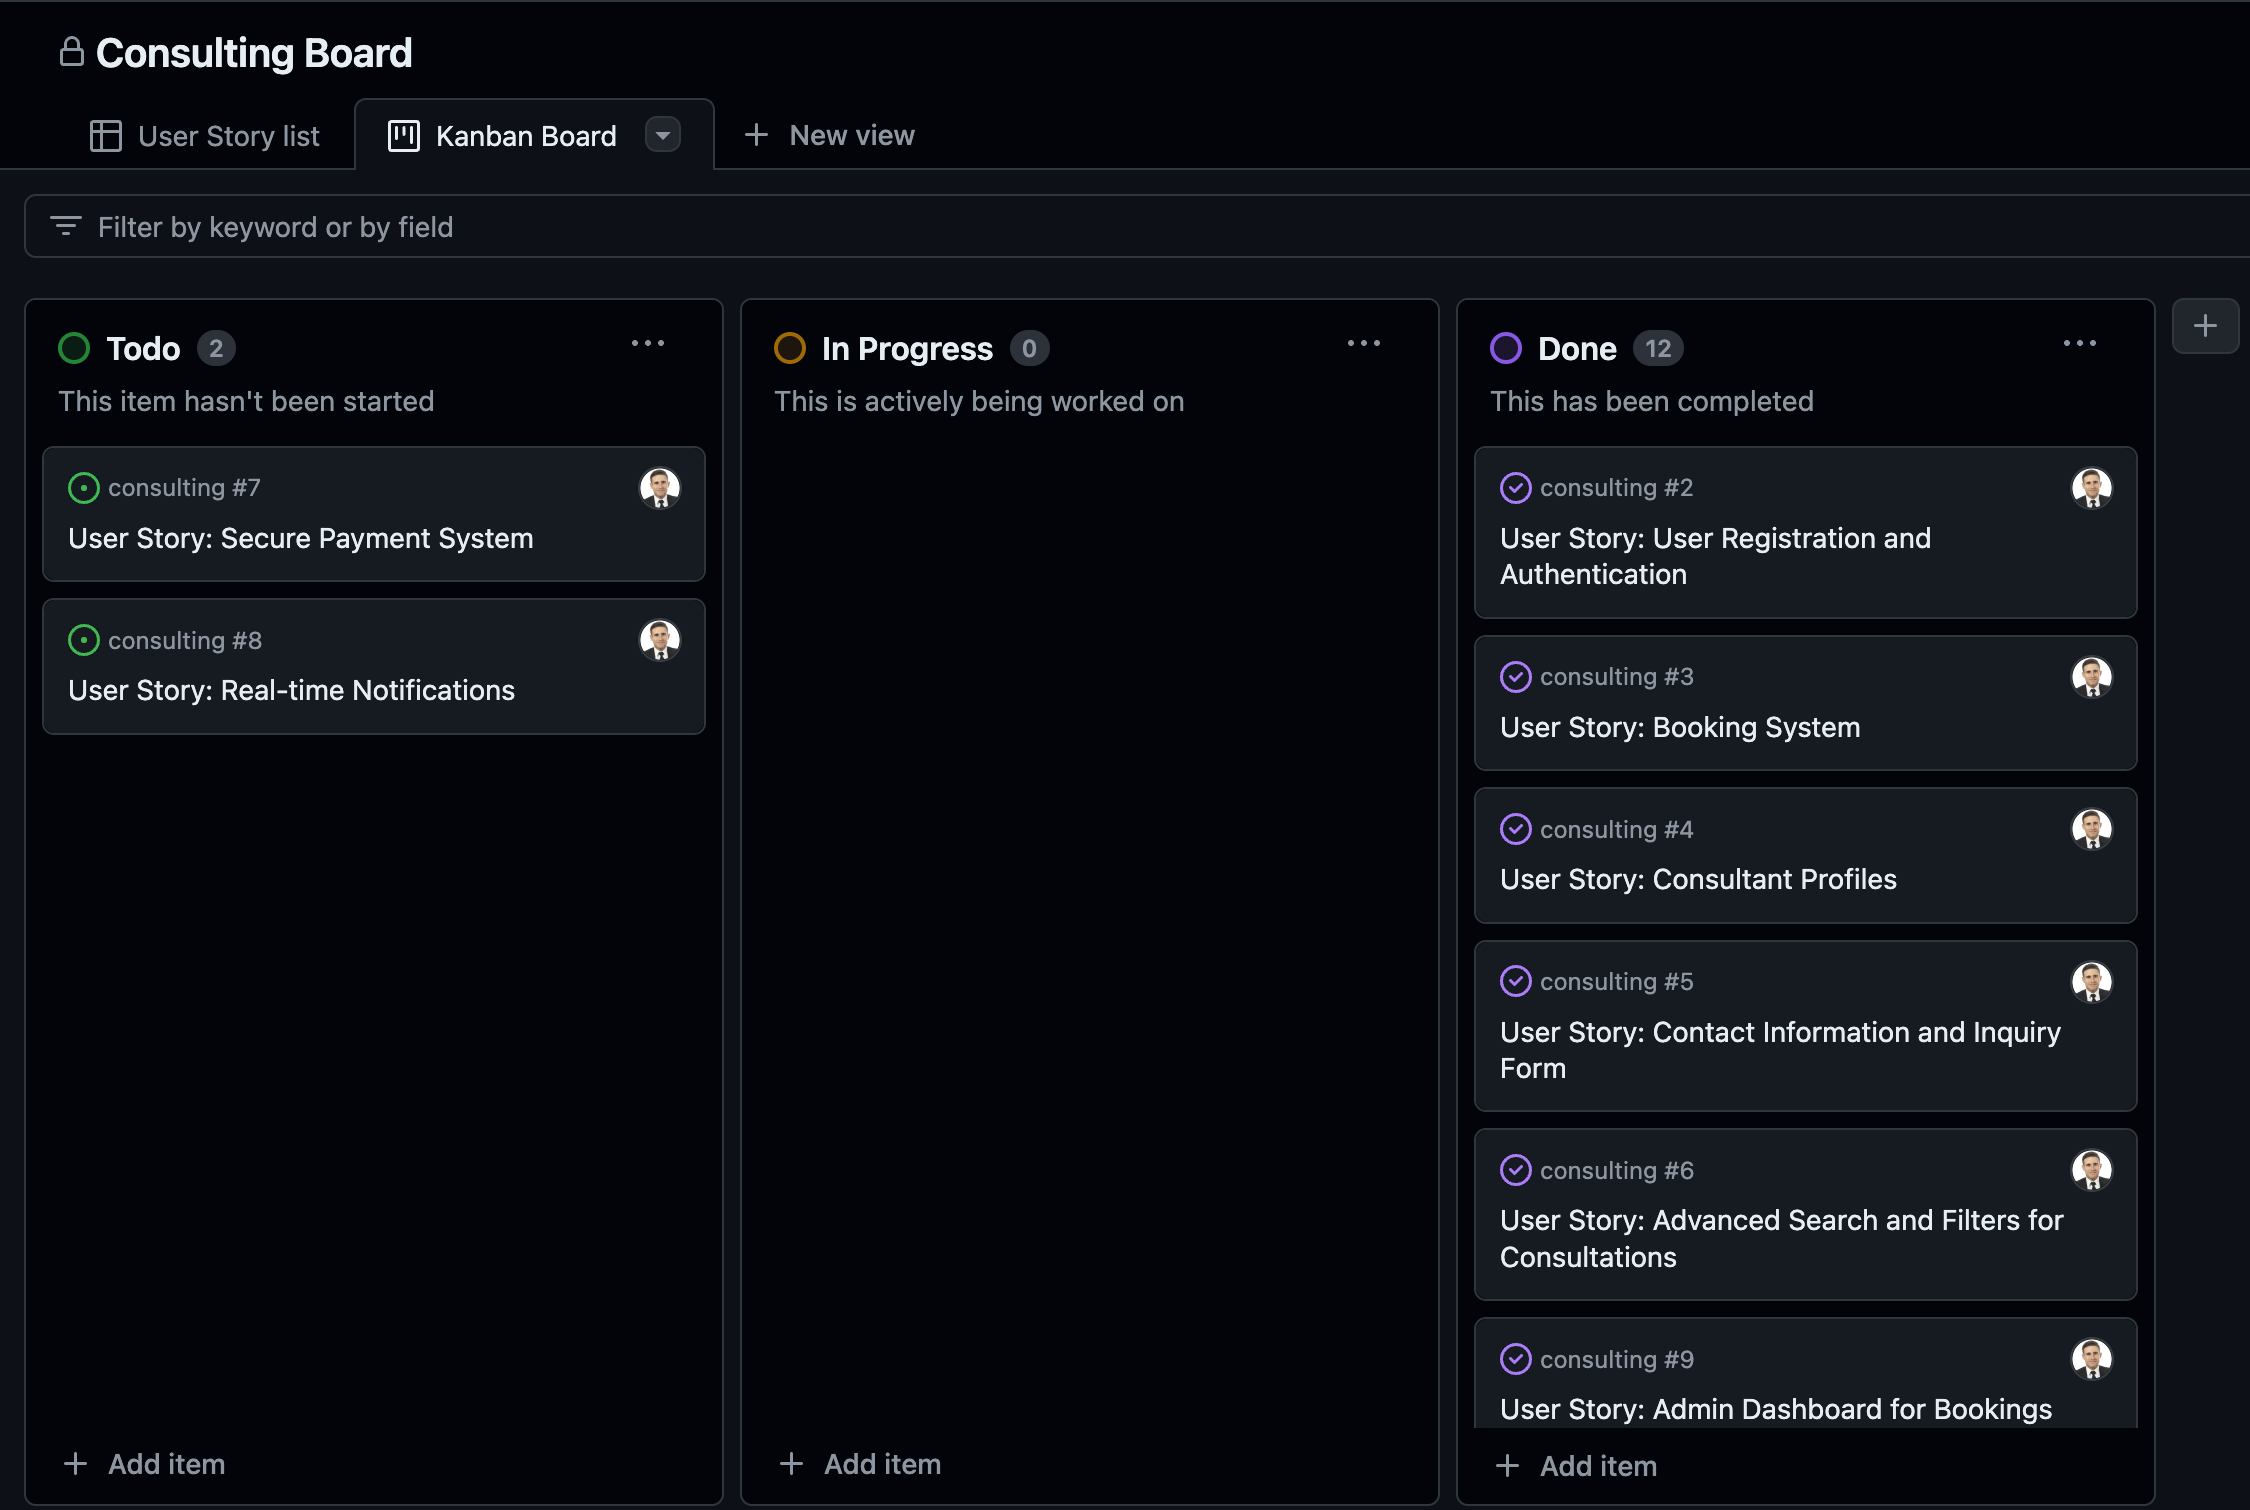 Consulting Board
User Story list
Kanban Board
New view
Filter by keyword or by field
Todo 2
This item hasn't been started
consulting #7
User Story: Secure Payment System
consulting #8
User Story: Real-time Notifications
Add item
In Progress 0
This is actively being worked on
Add item
Done 12
This has been completed
consulting #2
User Story: User Registration and
Authentication
consulting #3
User Story: Booking System
consulting #4
User Story: Consultant Profiles
consulting #5
User Story: Contact Information and Inquiry
Form
consulting #6
User Story: Advanced Search and Filters for
Consultations
consulting #9
User Story: Admin Dashboard for Bookings
Add item